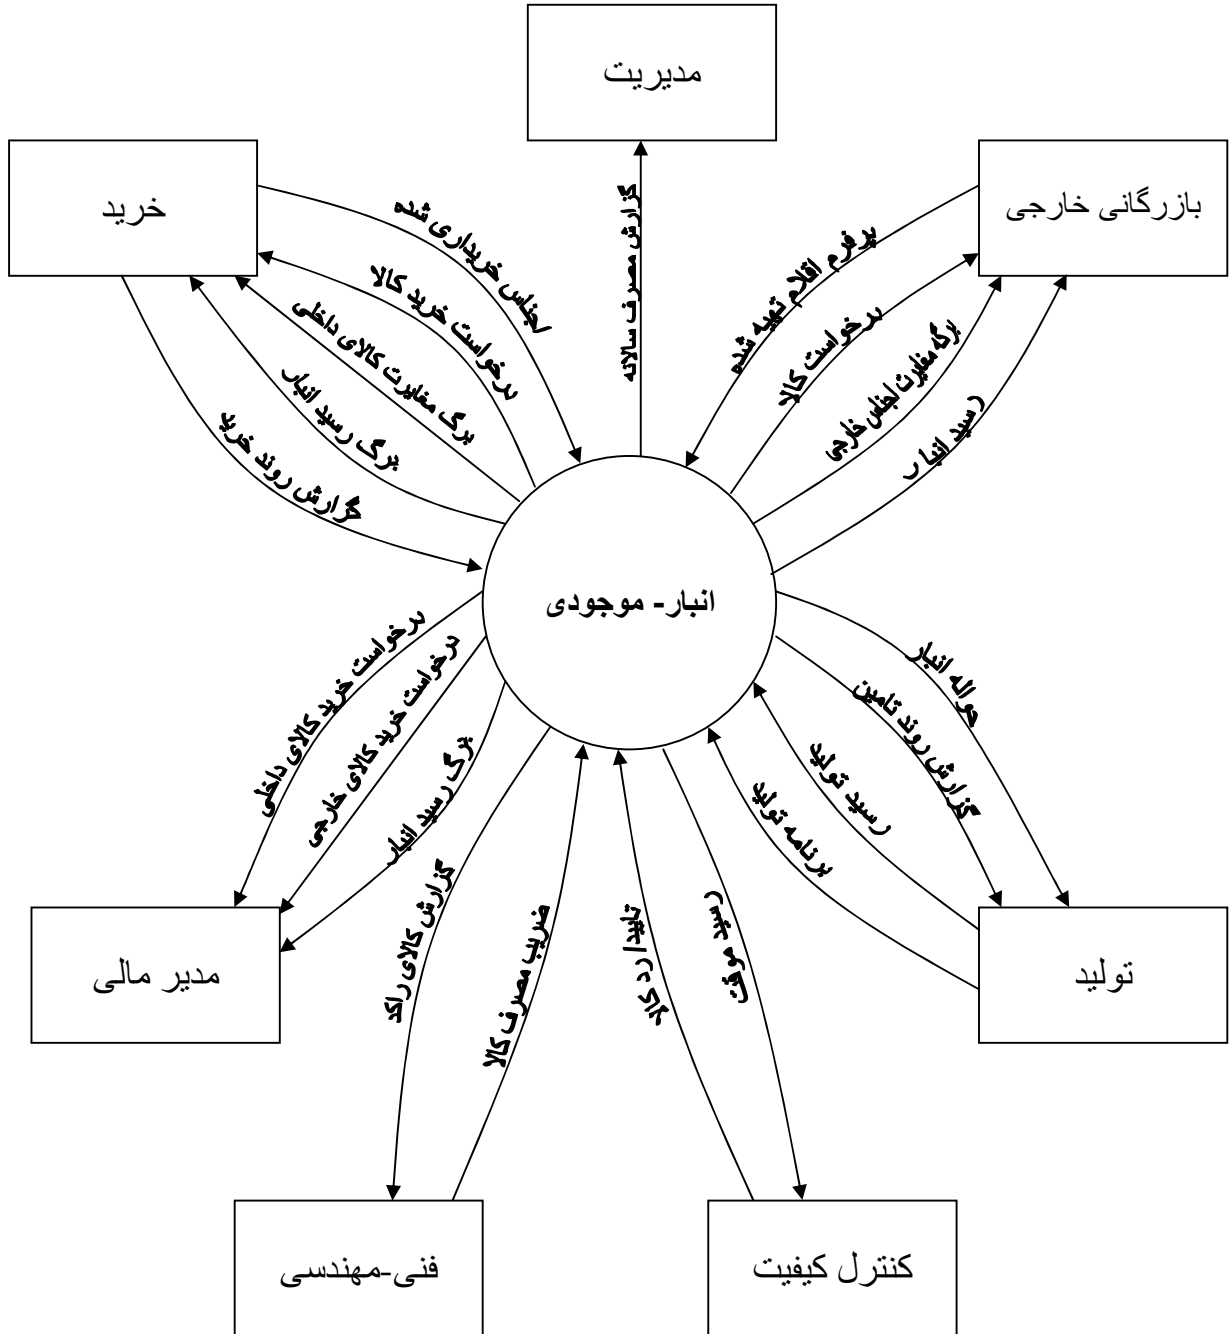 مدیریت
بازرگانی خارجی
خرید
گزارش مصرف سالانه
پرفرم اقلام تهیه شده
درخواست کالا
برگه مغایرت اجناس خارجی
رسید انبار
اجناس خریداری شده
درخواست خرید کالا
برگ مغایرت کالای داخلی
برگ رسید انبار
گزارش روند خرید
انبار- موجودی
حواله انبار
گزارش روند تامین
رسید تولید
برنامه تولید
درخواست خرید کالای داخلی
درخواست خرید کالای خارجی
برگ رسید انبار
گزارش کالای راکد
ضریب مصرف کالا
تایید/رد کالا
رسید موقت
تولید
مدیر مالی
کنترل کیفیت
فنی-مهندسی